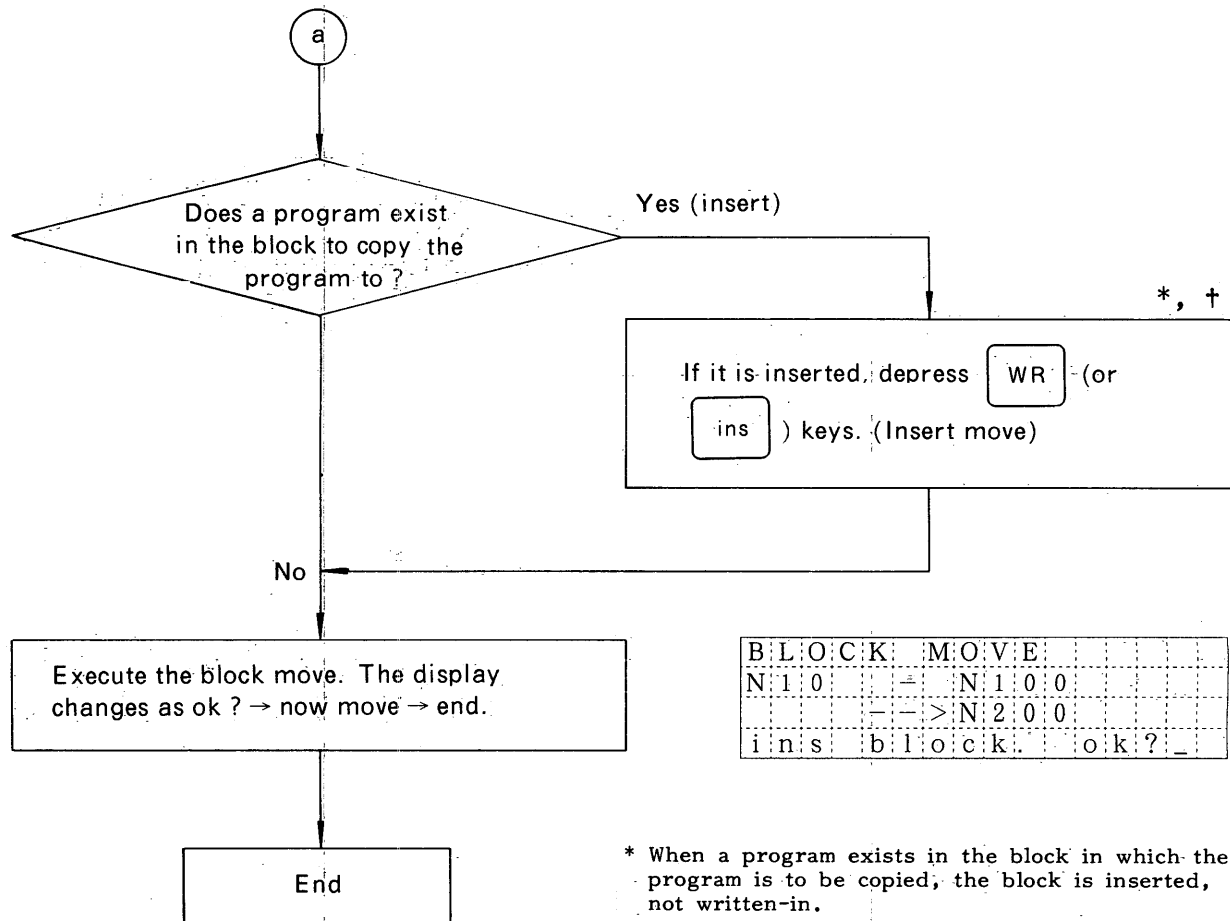 a
Does a program exist
in the block to copy the
program to ?
Yes (insert)
*, †
If it is inserted, depress WR (or
ins ) keys. (Insert move)
No
Execute the block move. The display
changes as ok ? → now move → end.
BLOCK MOVE
N10 - N100
-->N200
ins block. ok?_
End
* When a program exists in the block in which the
program is to be copied, the block is inserted,
not written-in.